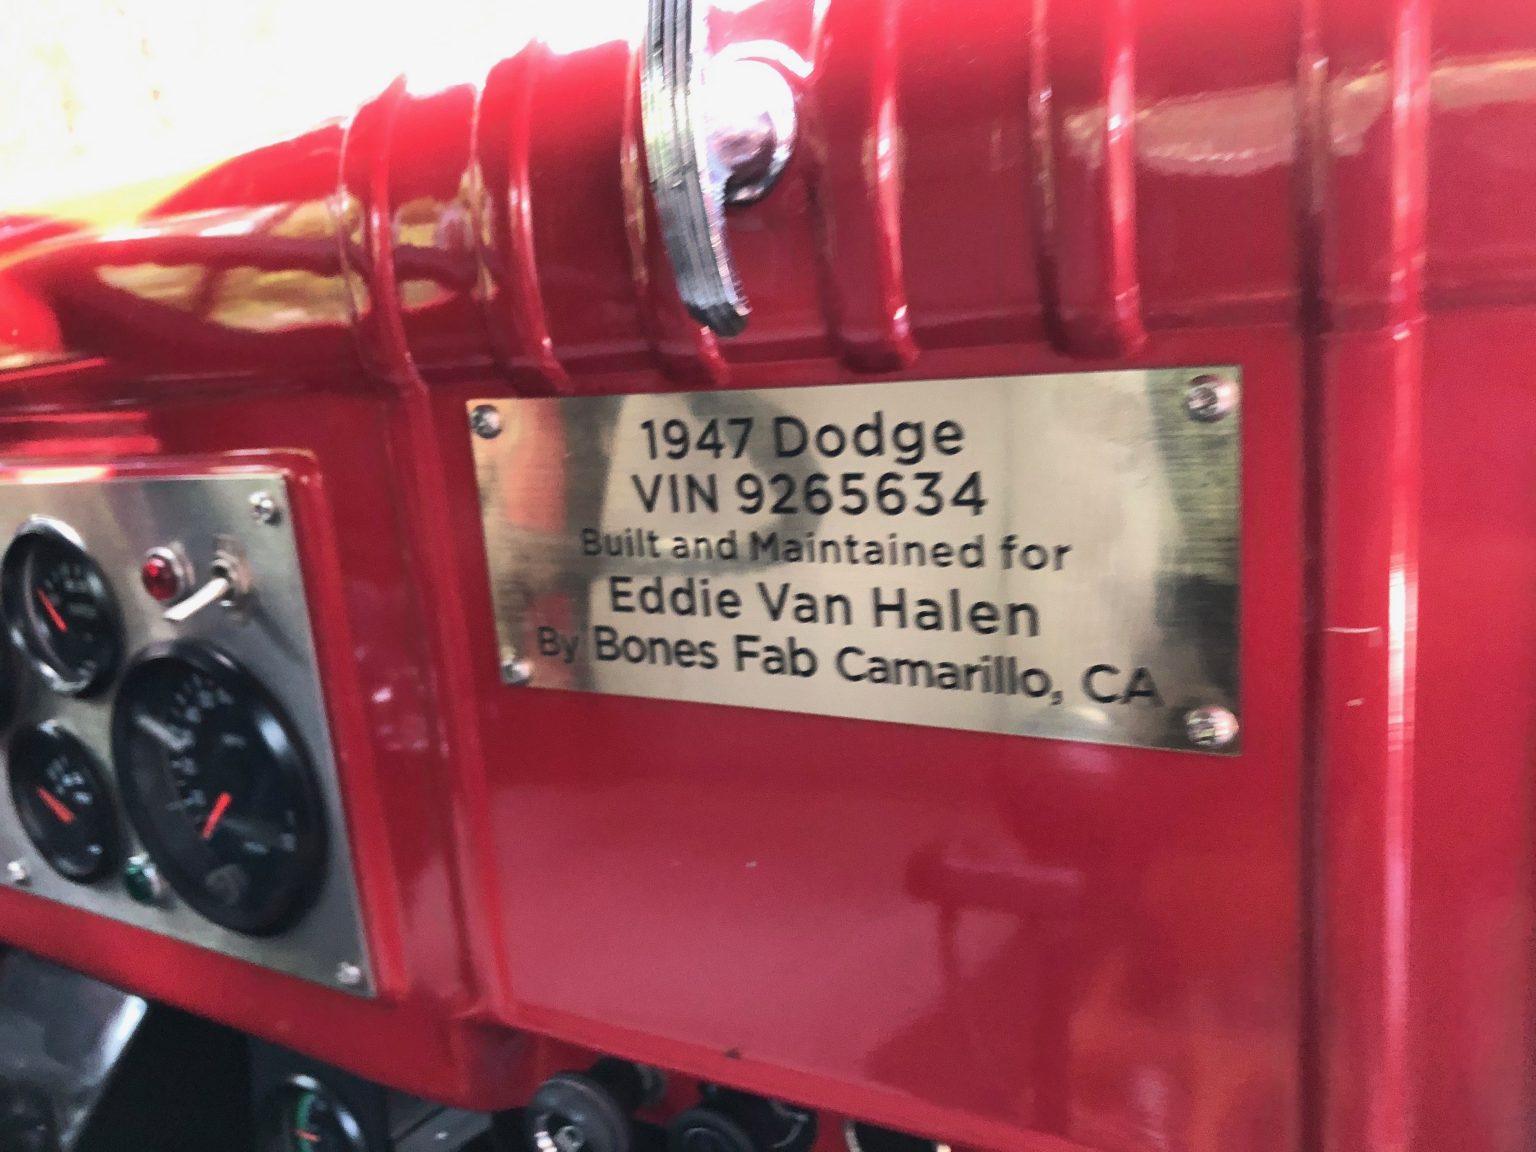 1947 Dodge
VIN 9265634
Built and Maintained for
Eddie Van Halen
By Bones Fab Camarillo, CA